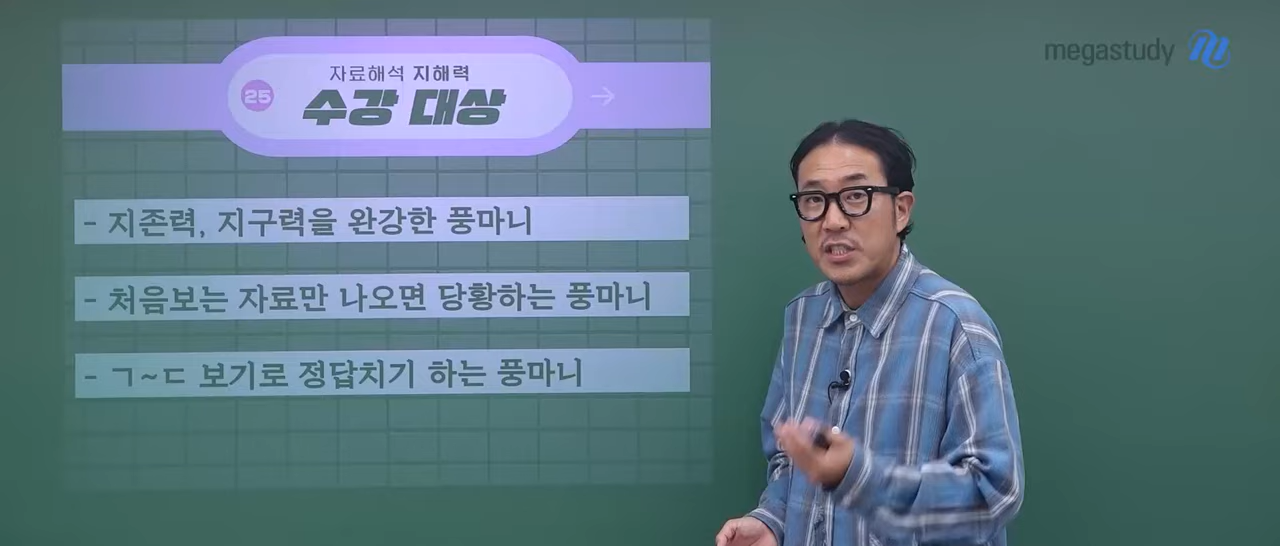 megastudy
자료해석 지해력
25
수강 대상
- 지존력, 지구력을 완강한 풍마니
- 처음보는 자료만 나오면 당황하는 풍마니
- ㄱ~ㄷ 보기로 정답치기 하는 풍마니